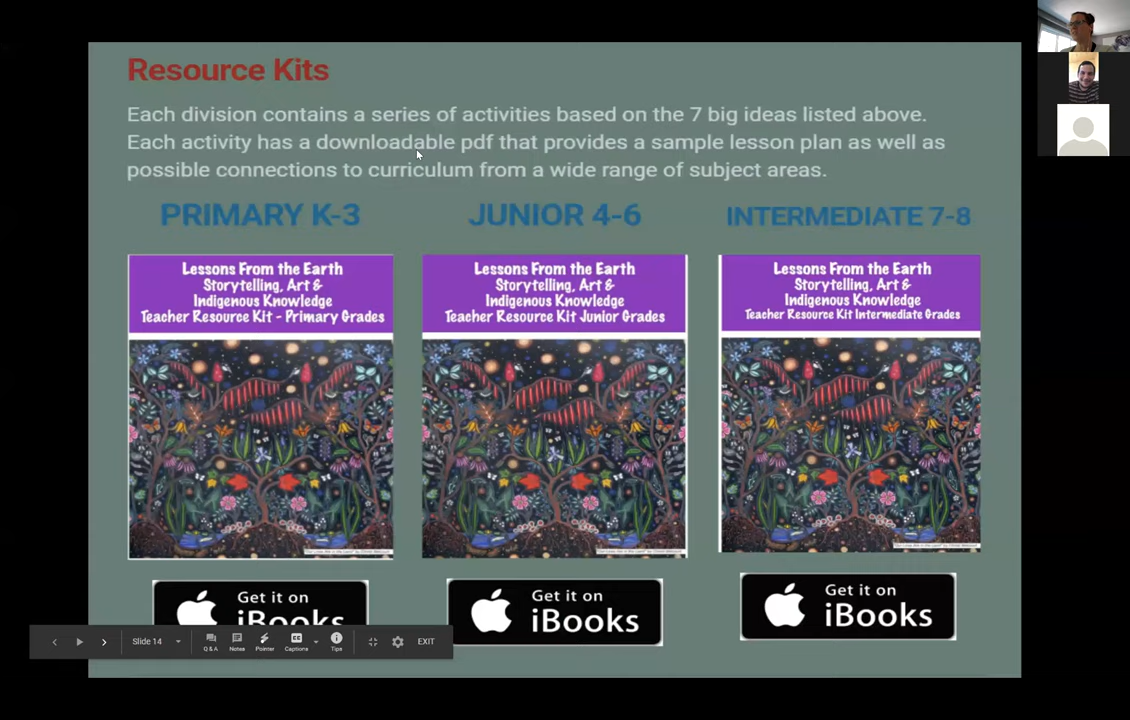 Resource Kits
Each division contains a series of activities based on the 7 big ideas listed above.
Each activity has a downloadable pdf that provides a sample lesson plan as well as
possible connections to curriculum from a wide range of subject areas.
PRIMARY K-3
JUNIOR 4-6
INTERMEDIATE 7-8
Lessons From the Earth
Storytelling, Art &
Indigenous Knowledge
Teacher Resource Kit - Primary Grades
Lessons From the Earth
Storytelling, Art &
Indigenous Knowledge
Teacher Resource Kit Junior Grades
Lessons From the Earth
Storytelling, Art &
Indigenous Knowledge
Teacher Resource Kit Intermediate Grades
Get it on
iBooks
Get it on
iBooks
Get it on
iBooks
Slide 14
Q & A
Notes
Pointer
CC
Captions
Tips
EXIT